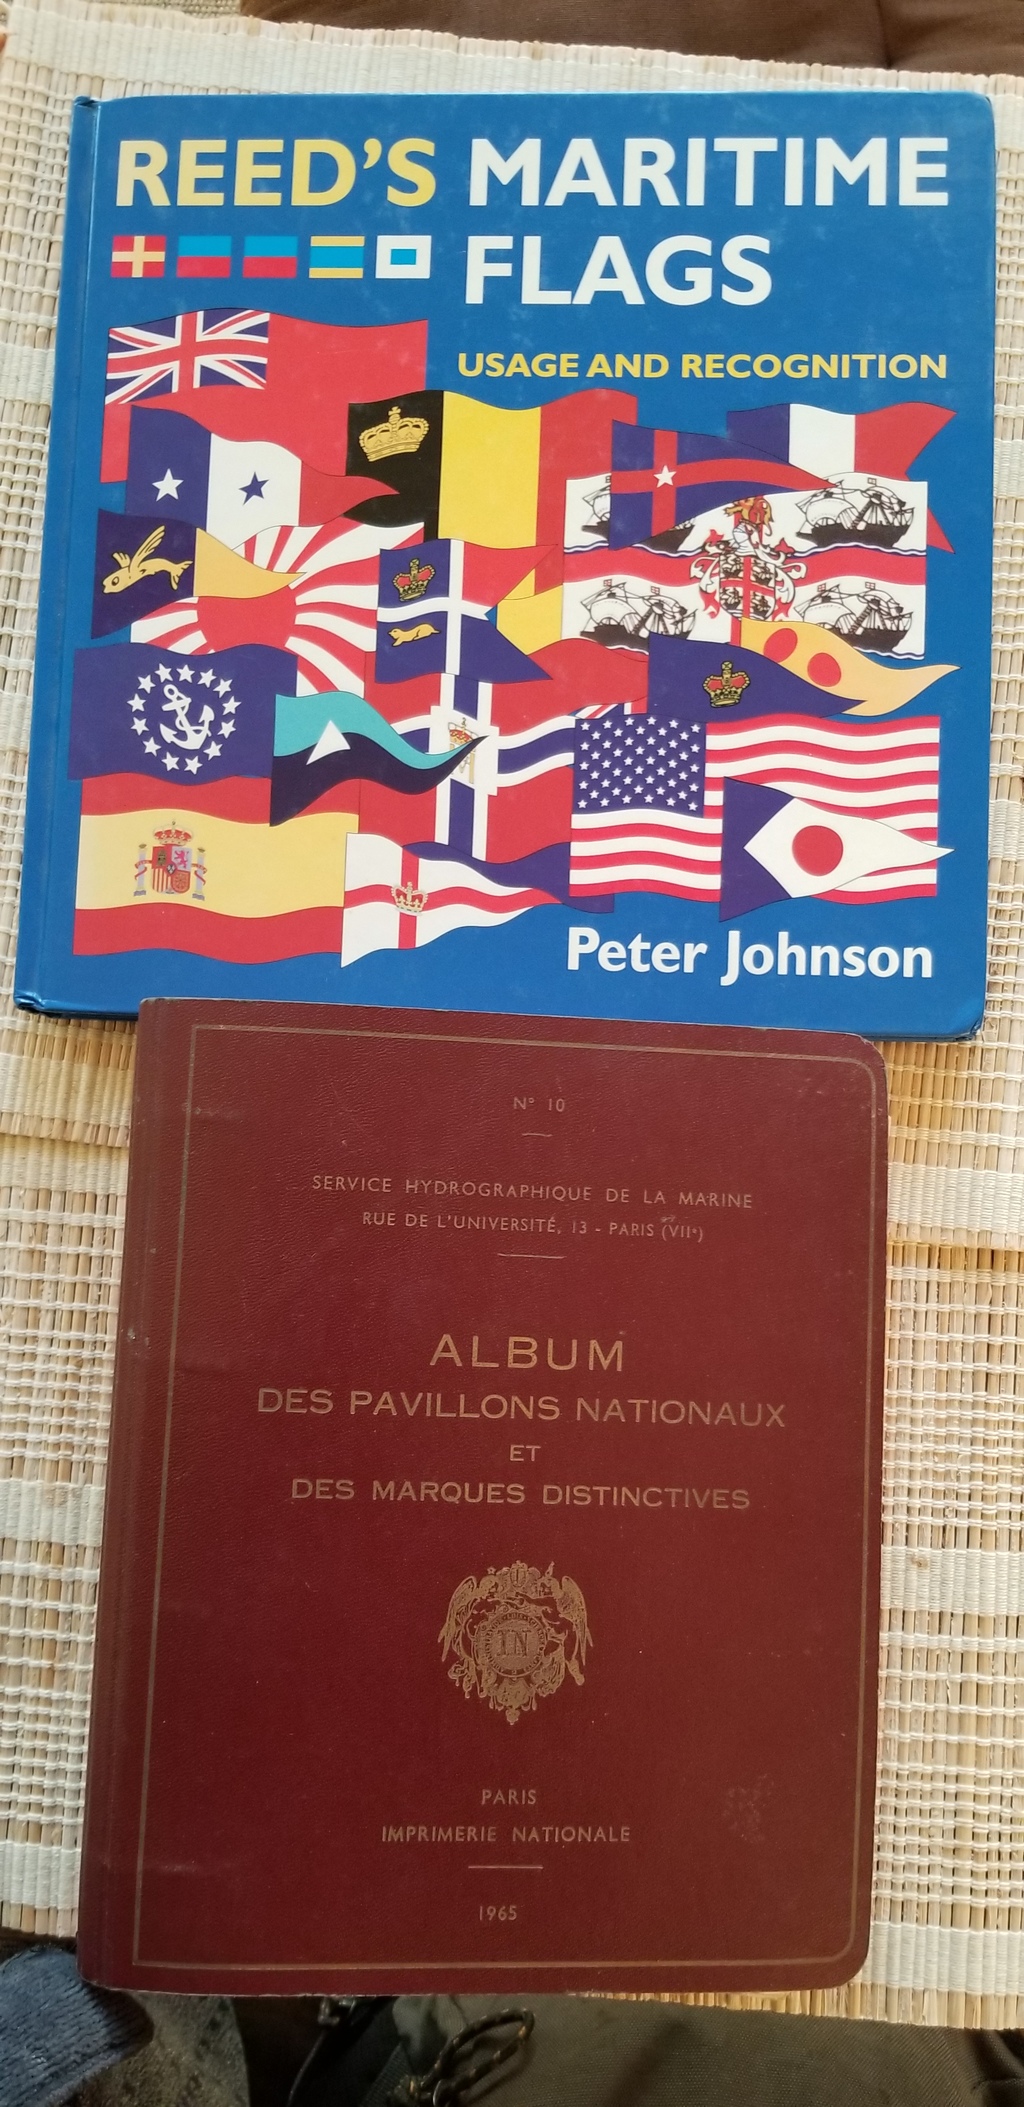 REED'S MARITIME
FLAGS
USAGE AND RECOGNITION
Peter Johnson
N° 10
SERVICE HYDROGRAPHIQUE DE LA MARINE
RUE DE L'UNIVERSITÉ, 13 - PARIS (VIIᵉ)
ALBUM
DES PAVILLONS NATIONAUX
ET
DES MARQUES DISTINCTIVES
IN
PARIS
IMPRIMERIE NATIONALE
1965